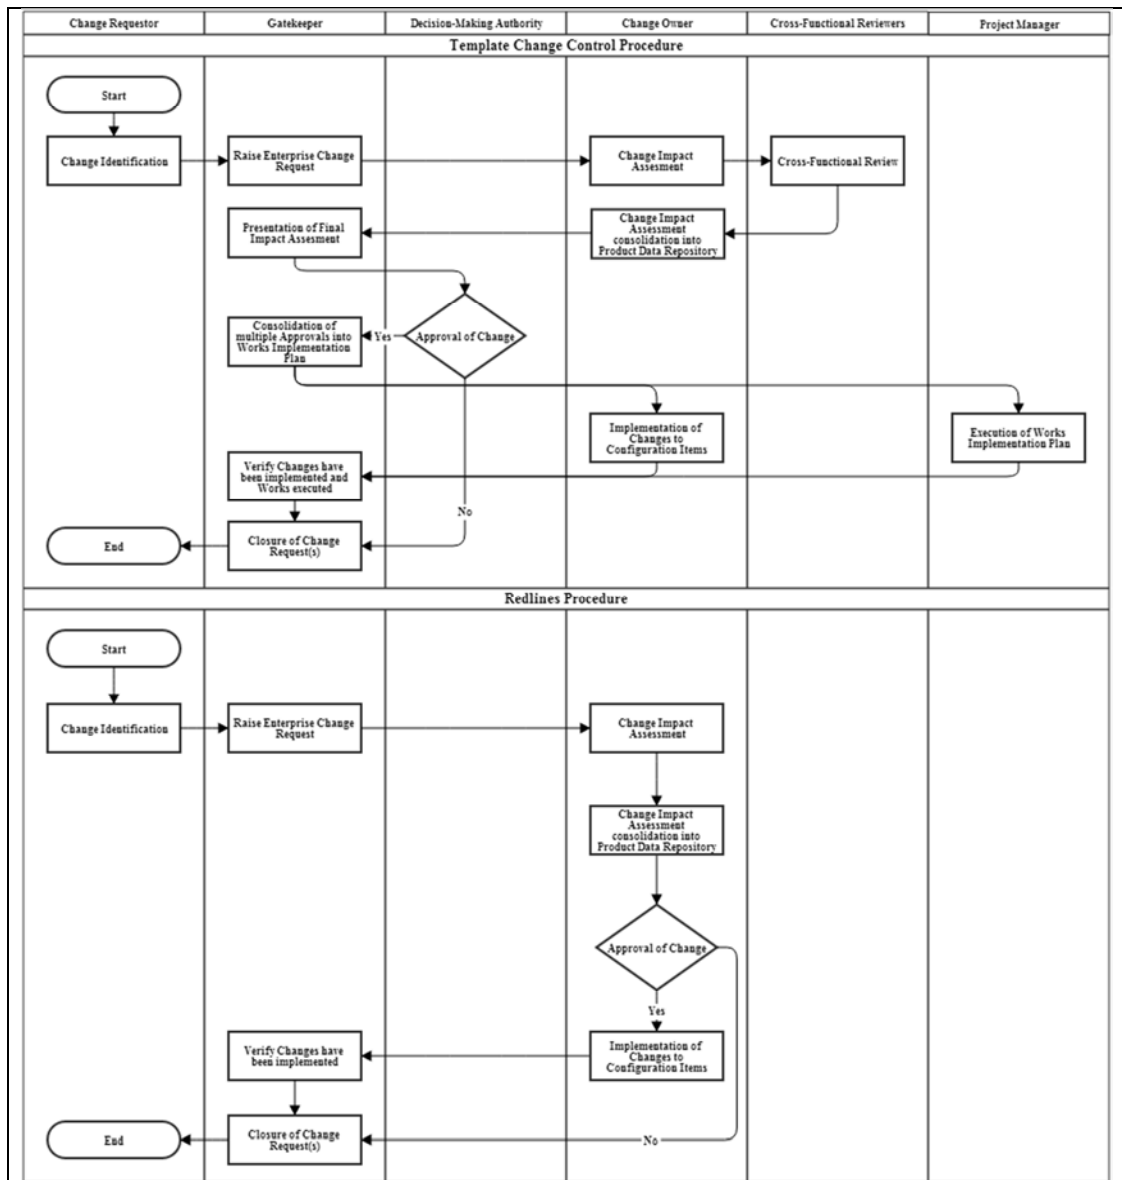 Change Requestor
Gatekeeper
Decision-Making Authority
Change Owner
Cross-Functional Reviewers
Project Manager
Template Change Control Procedure
Start
Change Identification
Raise Enterprise Change
Request
Change Impact
Assesment
Cross-Functional Review
Presentation of Final
Impact Assesment
Change Impact
Assessment
consolidation into
Product Data Repository
Consolidation of
multiple Approvals into
Works Implementation
Plan
Yes
Approval of Change
Implementation of
Changes to
Configuration Items
Execution of Works
Implementation Plan
Verify Changes have
been implemented and
Works executed
No
End
Closure of Change
Request(s)
Redlines Procedure
Start
Change Identification
Raise Enterprise Change
Request
Change Impact
Assessment
Change Impact
Assessment
consolidation into
Product Data Repository
Approval of Change
Yes
Verify Changes have
been implemented
Implementation of
Changes to
Configuration Items
End
Closure of Change
Request(s)
No